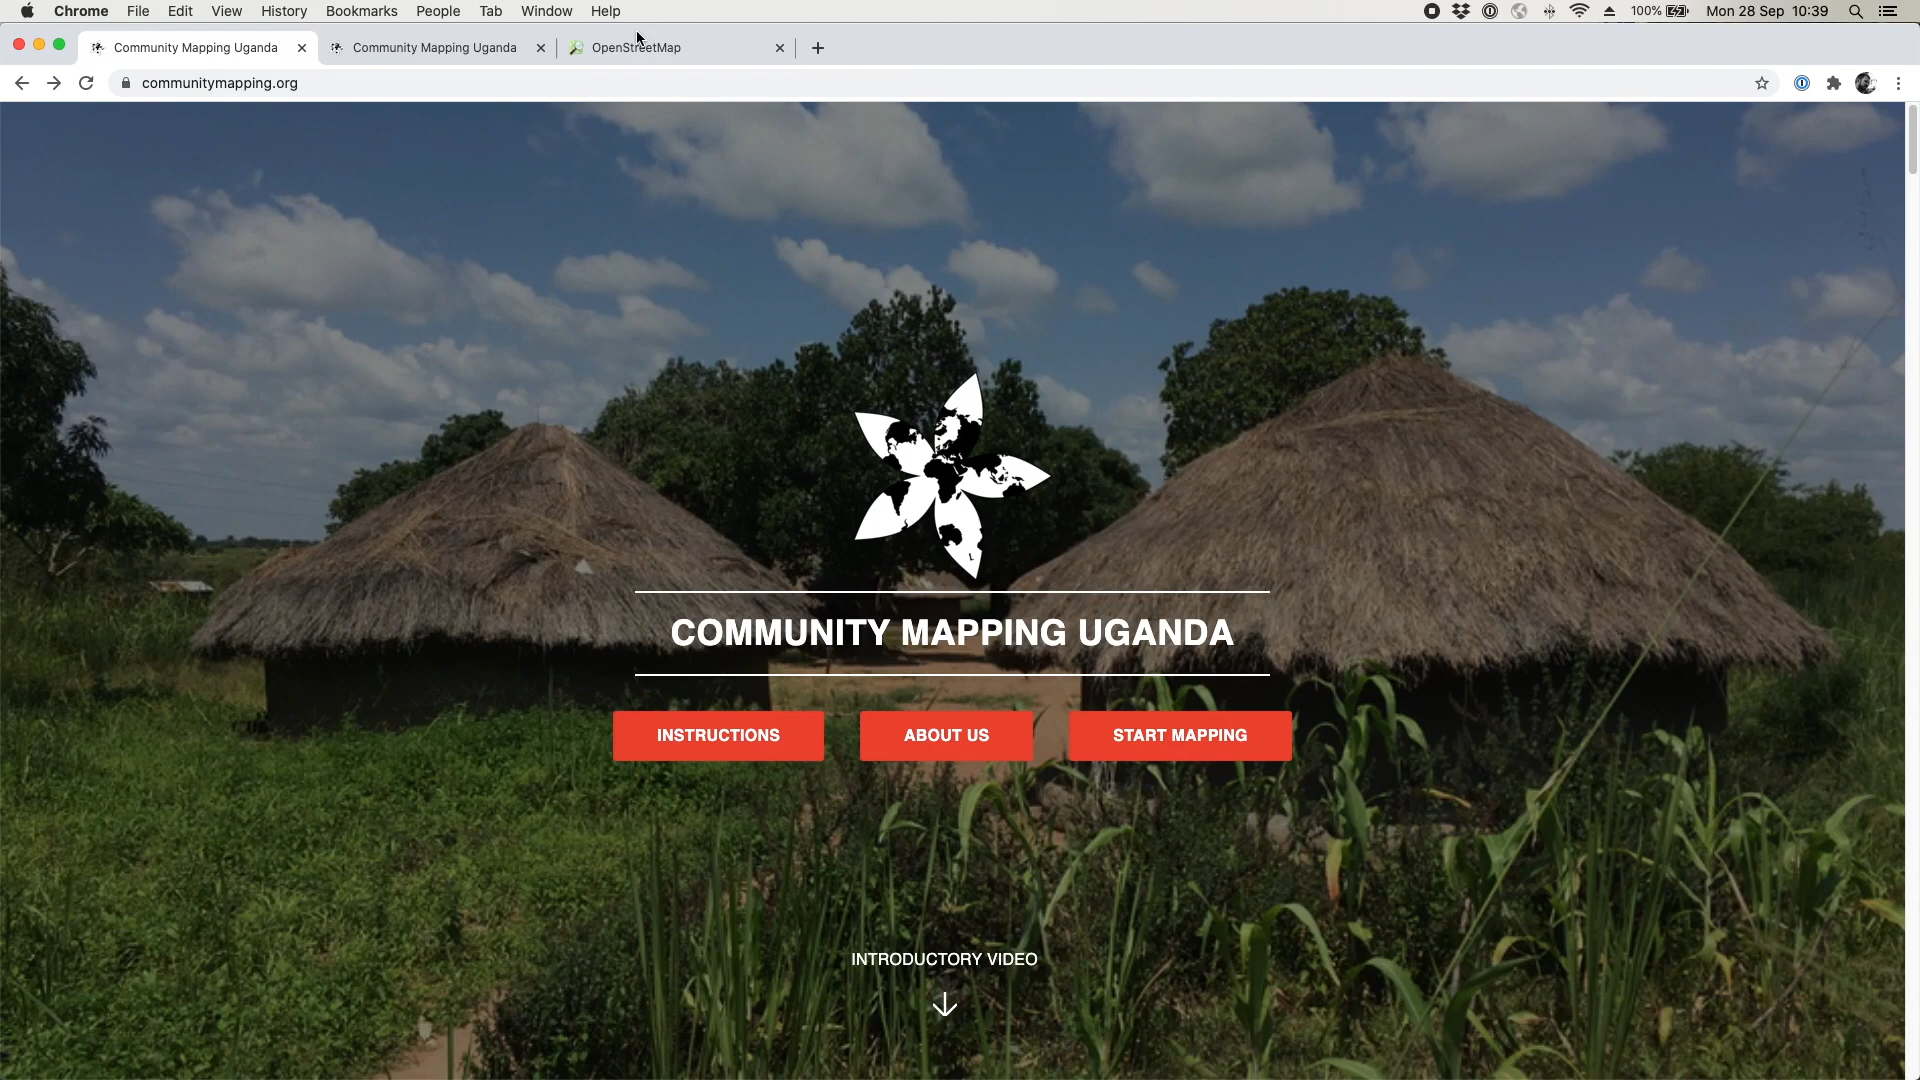 Chrome File Edit View History Bookmarks People Tab Window Help 100% Mon 28 Sep 10:39
Community Mapping Uganda Community Mapping Uganda OpenStreetMap
communitymapping.org
COMMUNITY MAPPING UGANDA
INSTRUCTIONS ABOUT US START MAPPING
INTRODUCTORY VIDEO